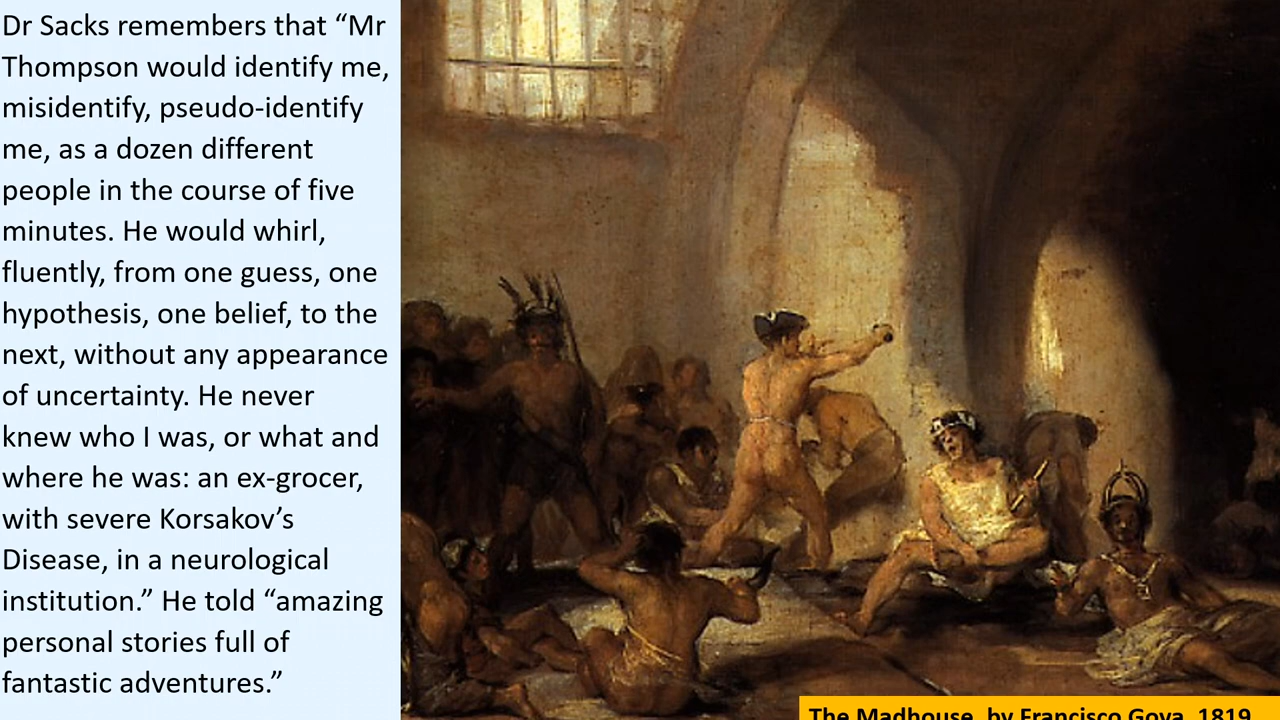 Dr Sacks remembers that “Mr
Thompson would identify me,
misidentify, pseudo-identify
me, as a dozen different
people in the course of five
minutes. He would whirl,
fluently, from one guess, one
hypothesis, one belief, to the
next, without any appearance
of uncertainty. He never
knew who I was, or what and
where he was: an ex-grocer,
with severe Korsakov’s
Disease, in a neurological
institution.” He told “amazing
personal stories full of
fantastic adventures.”
The Madhouse, by Francisco Goya, 1819